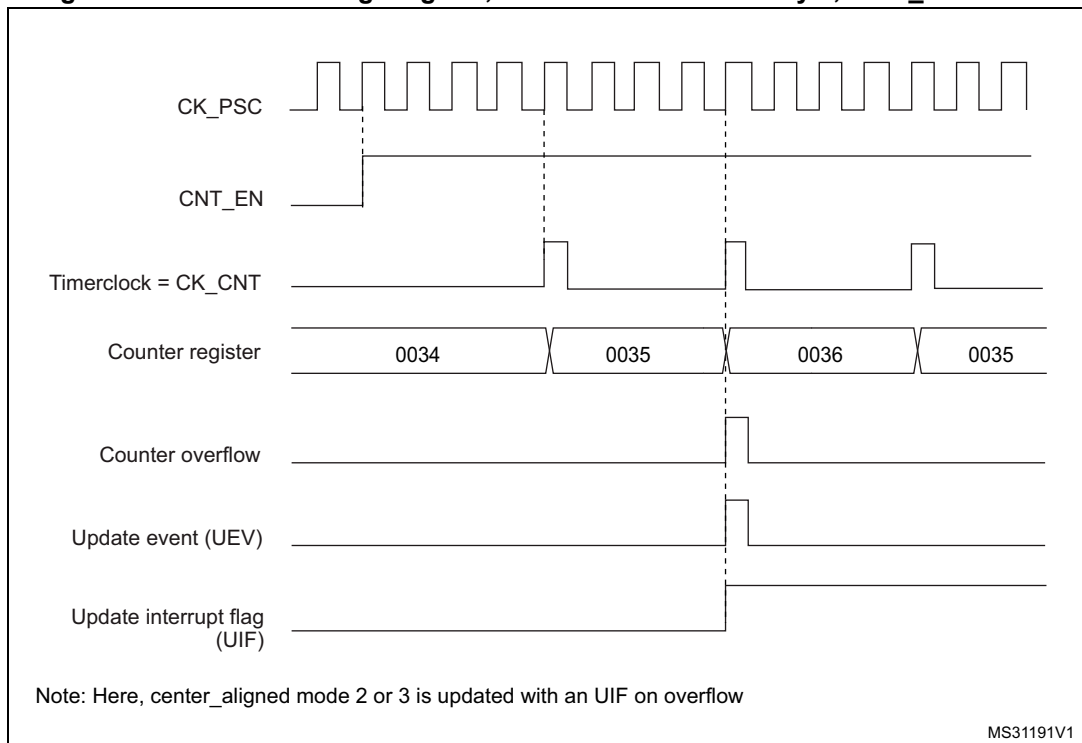 CK_PSC
CNT_EN
Timerclock = CK_CNT
Counter register
0034
0035
0036
0035
Counter overflow
Update event (UEV)
Update interrupt flag
(UIF)
Note: Here, center_aligned mode 2 or 3 is updated with an UIF on overflow
MS31191V1